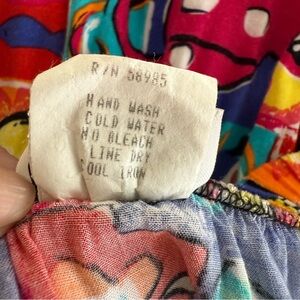 R/N 58985
HAND WASH
COLD WATER
NO BLEACH
LINE DRY
COOL IRON